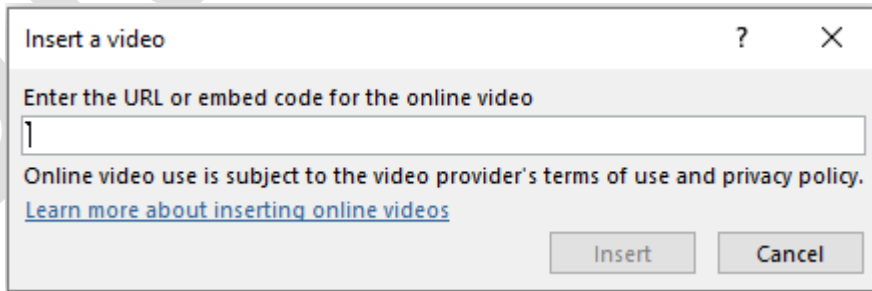 Insert a video ?
Enter the URL or embed code for the online video
Online video use is subject to the video provider's terms of use and privacy policy.
Learn more about inserting online videos
Insert Cancel